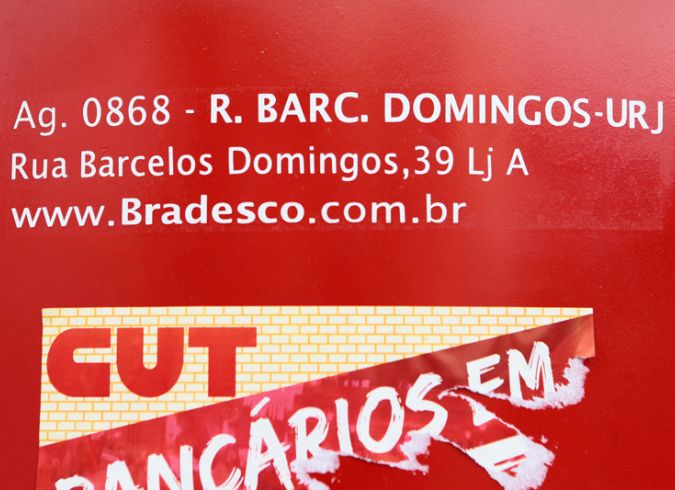 Ag. 0868 - R. BARC. DOMINGOS-URJ
Rua Barcelos Domingos,39 Lj A
www.Bradesco.com.br
CUT
BANCÁRIOS EM